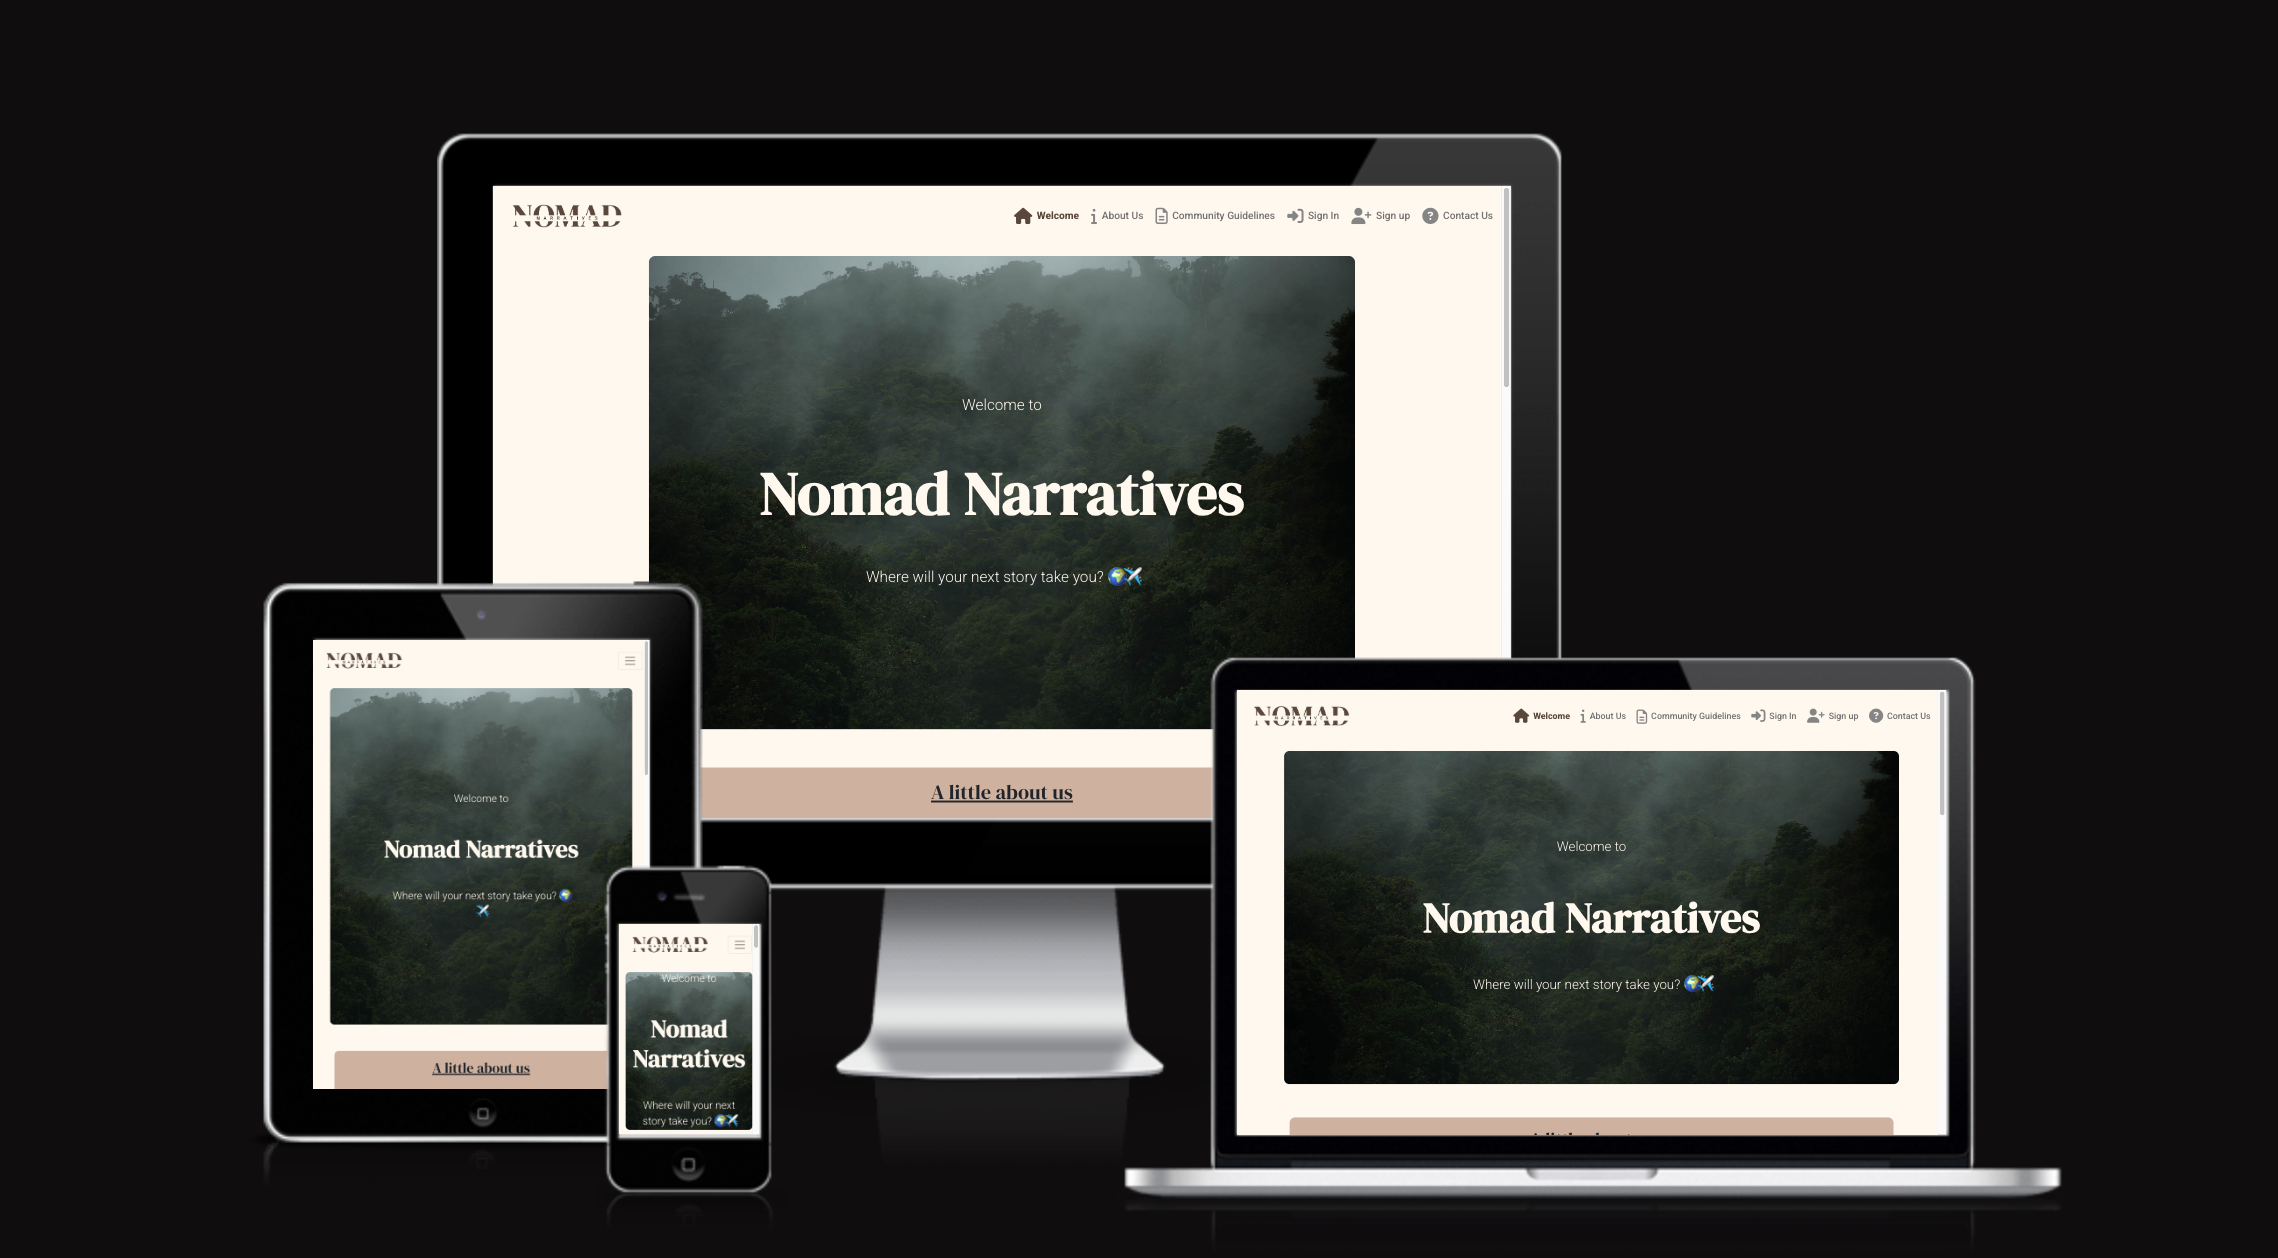 NOMAD
NARRATIVES
Welcome About Us Community Guidelines Sign In Sign up Contact Us
Welcome to
Nomad Narratives
Where will your next story take you? 🌍✈️
A little about us
NOMAD
Welcome to
Nomad Narratives
Where will your next story take you? 🌍
✈️
A little about us
NOMAD
Welcome to
Nomad
Narratives
Where will your next
story take you? 🌍✈️
NOMAD
NARRATIVES
Welcome About Us Community Guidelines Sign In Sign up Contact Us
Welcome to
Nomad Narratives
Where will your next story take you? 🌍✈️